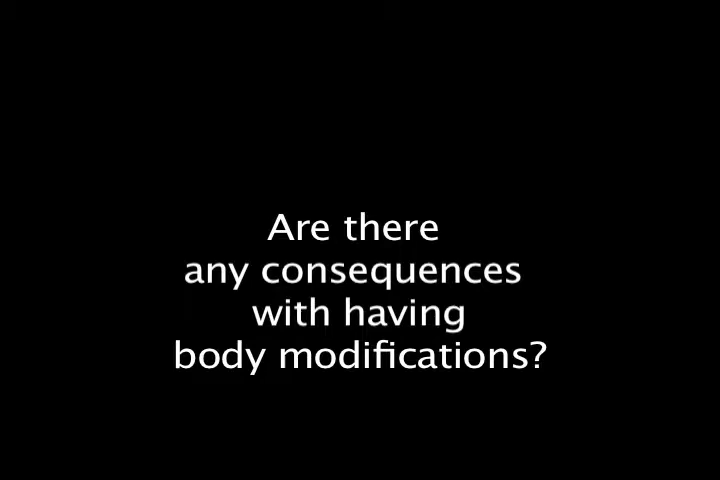 Are there
any consequences
with having
body modifications?